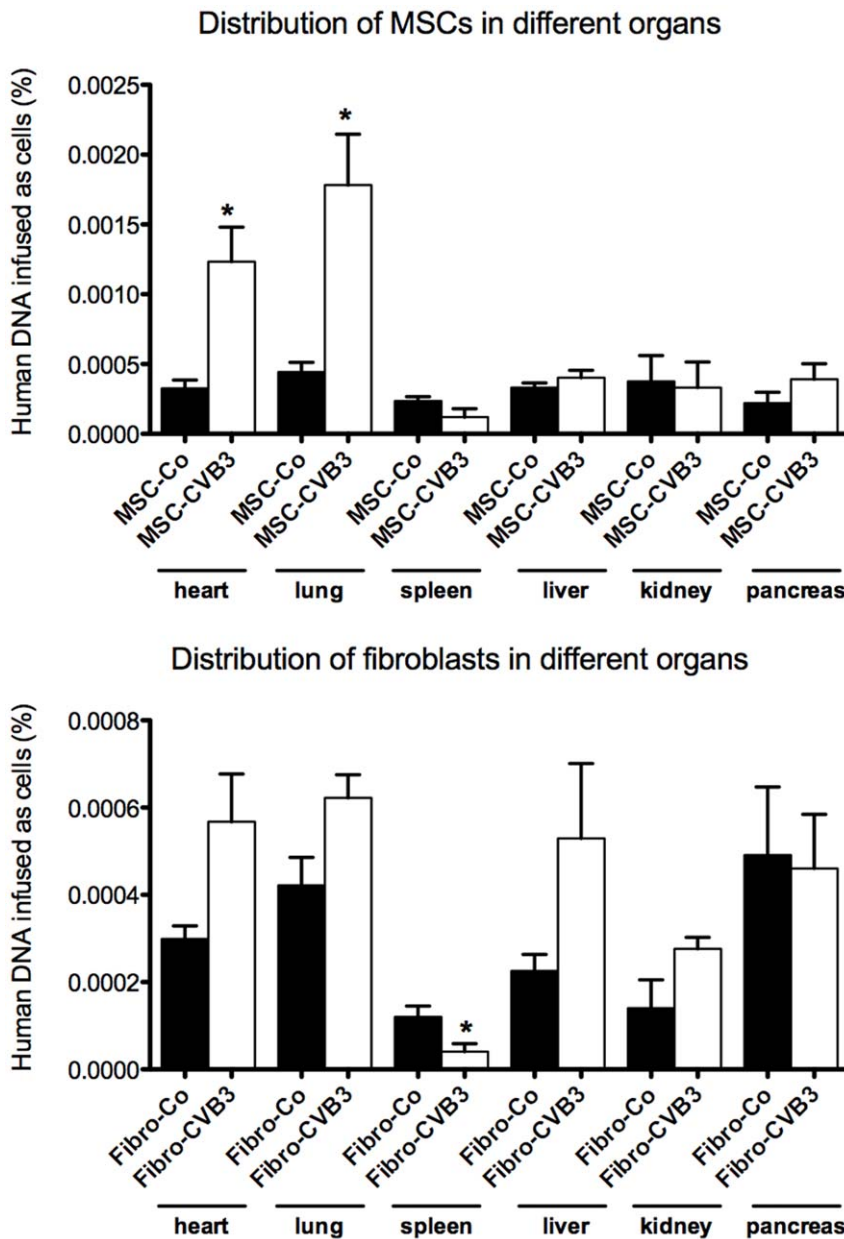 Distribution of MSCs in different organs
Human DNA infused as cells (%)
0.0025
0.0020
0.0015
0.0010
0.0005
0.0000
*
*
MSC-Co
MSC-CVB3
MSC-Co
MSC-CVB3
MSC-Co
MSC-CVB3
MSC-Co
MSC-CVB3
MSC-Co
MSC-CVB3
MSC-Co
MSC-CVB3
heart lung spleen liver kidney pancreas
Distribution of fibroblasts in different organs
Human DNA infused as cells (%)
0.0008
0.0006
0.0004
0.0002
0.0000
*
Fibro-Co
Fibro-CVB3
Fibro-Co
Fibro-CVB3
Fibro-Co
Fibro-CVB3
Fibro-Co
Fibro-CVB3
Fibro-Co
Fibro-CVB3
Fibro-Co
Fibro-CVB3
heart lung spleen liver kidney pancreas